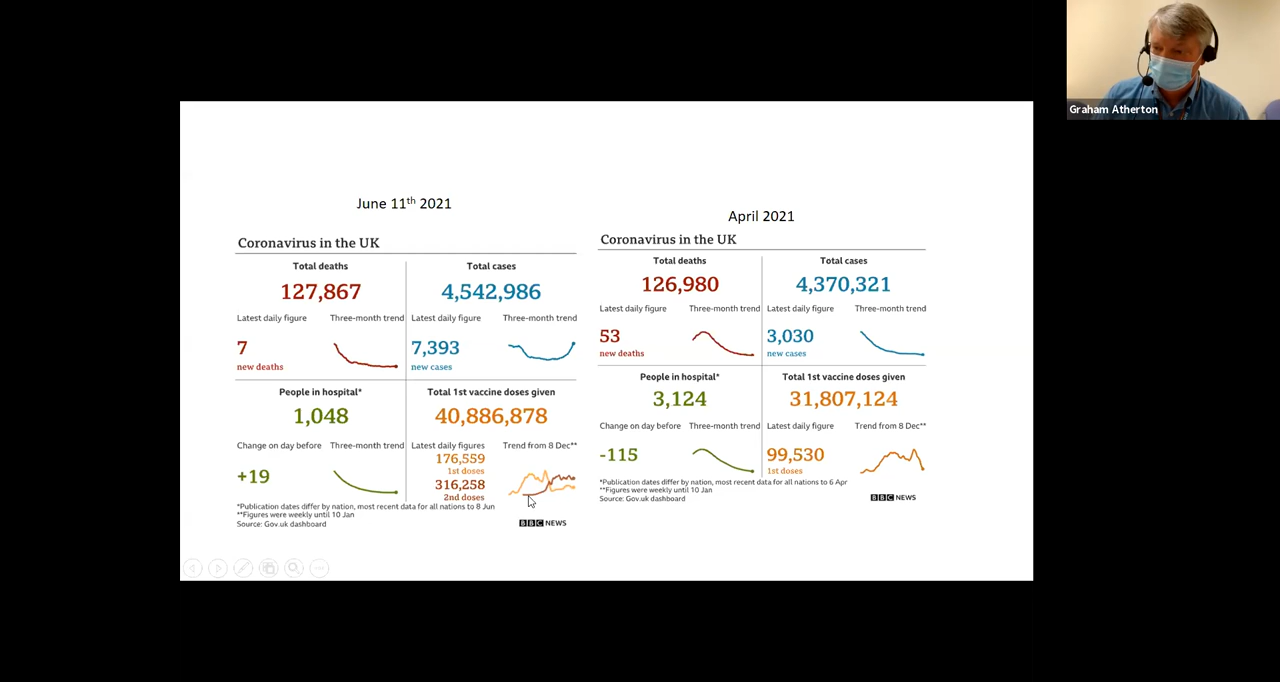 Graham Atherton
June 11th 2021
Coronavirus in the UK
Total deaths
127,867
Latest daily figure
Three-month trend
7
new deaths
Total cases
4,542,986
Latest daily figure
Three-month trend
7,393
new cases
People in hospital*
1,048
Change on day before
Three-month trend
+19
Total 1st vaccine doses given
40,886,878
Latest daily figures
Trend from 8 Dec**
176,559
1st doses
316,258
2nd doses
*Publication dates differ by nation, most recent data for all nations to 8 Jun
**Figures were weekly until 10 Jan
Source: Gov.uk dashboard
BBC NEWS
April 2021
Coronavirus in the UK
Total deaths
126,980
Latest daily figure
Three-month trend
53
new deaths
Total cases
4,370,321
Latest daily figure
Three-month trend
3,030
new cases
People in hospital*
3,124
Change on day before
Three-month trend
-115
Total 1st vaccine doses given
31,807,124
Latest daily figure
Trend from 8 Dec**
99,530
1st doses
*Publication dates differ by nation, most recent data for all nations to 6 Apr
**Figures were weekly until 10 Jan
Source: Gov.uk dashboard
BBC NEWS